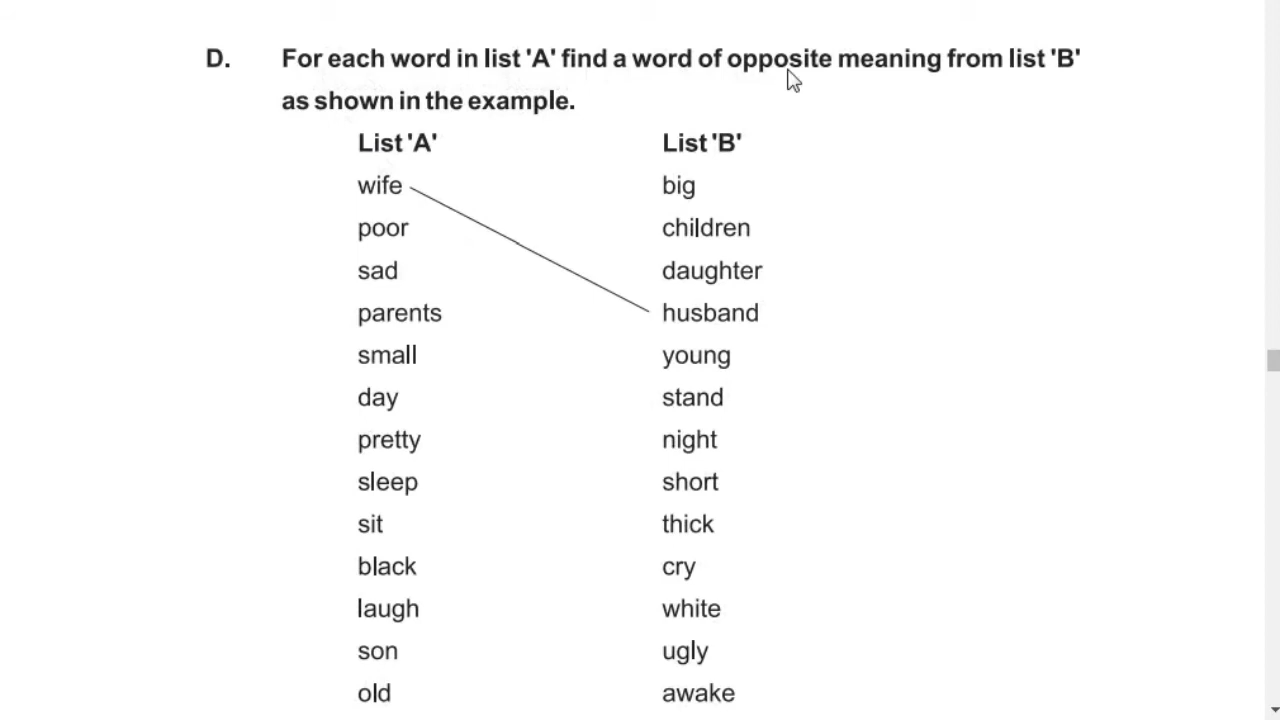 D. For each word in list 'A' find a word of opposite meaning from list 'B'
as shown in the example.
List 'A' List 'B'
wife big
poor children
sad daughter
parents husband
small young
day stand
pretty night
sleep short
sit thick
black cry
laugh white
son ugly
old awake